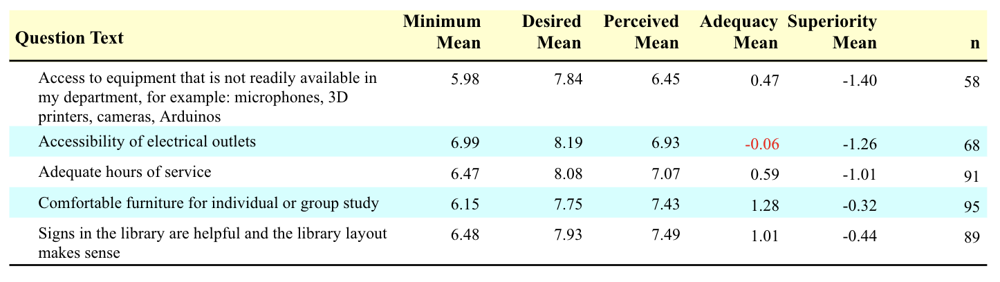 Question Text Minimum Mean Desired Mean Perceived Mean Adequacy Mean Superiority Mean n
Access to equipment that is not readily available in my department, for example: microphones, 3D printers, cameras, Arduinos 5.98 7.84 6.45 0.47 -1.40 58
Accessibility of electrical outlets 6.99 8.19 6.93 -0.06 -1.26 68
Adequate hours of service 6.47 8.08 7.07 0.59 -1.01 91
Comfortable furniture for individual or group study 6.15 7.75 7.43 1.28 -0.32 95
Signs in the library are helpful and the library layout makes sense 6.48 7.93 7.49 1.01 -0.44 89